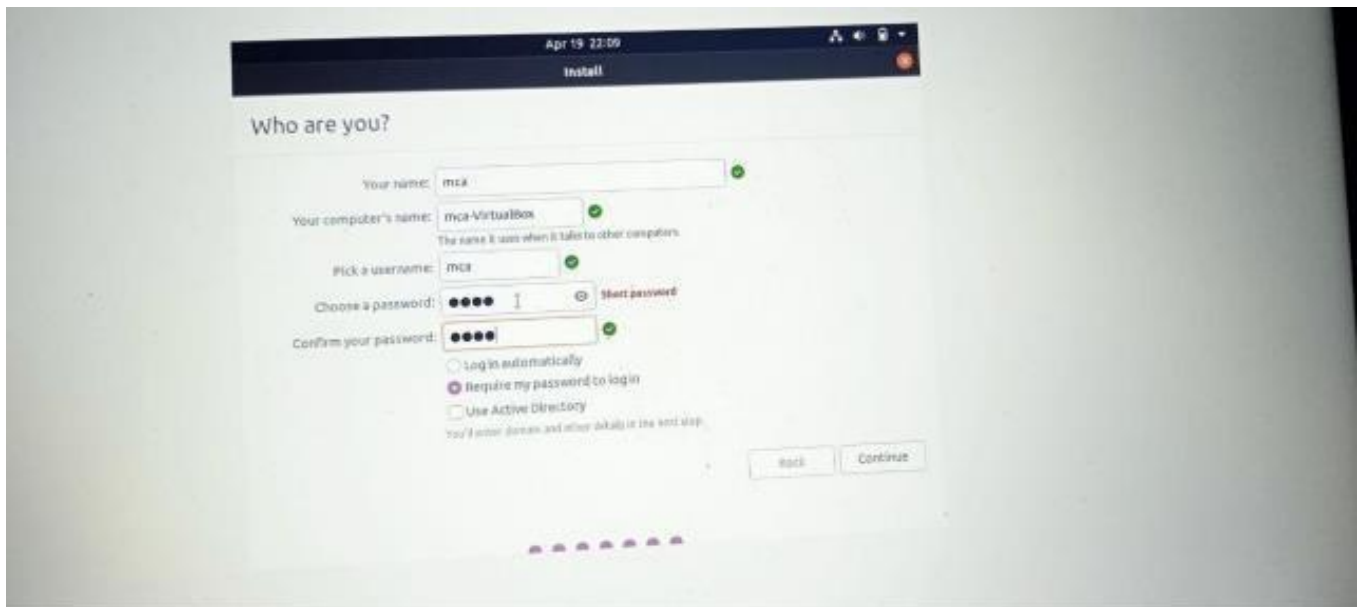 Apr 19 22:09
Install
Who are you?
Your name: mca
Your computer's name: mca-VirtualBox
The name it uses when it talks to other computers.
Pick a username: mca
Choose a password: ●●●● Short password
Confirm your password: ●●●●
Log in automatically
Require my password to log in
Use Active Directory
You'll enter domain and other details in the next step.
Back Continue